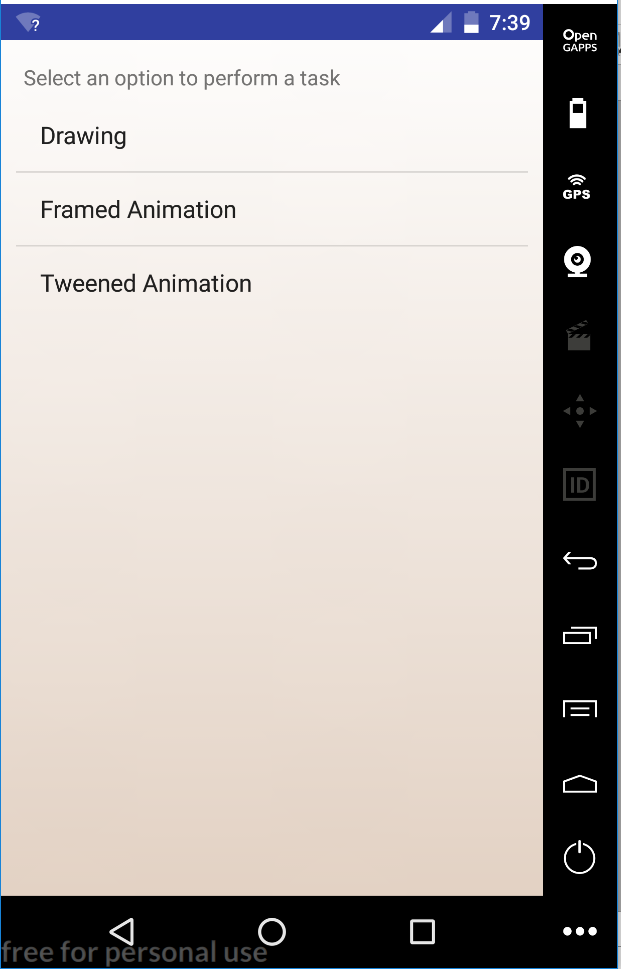 7:39
Select an option to perform a task
Drawing
Framed Animation
Tweened Animation
Open
GAPPS
GPS
ID
free for personal use